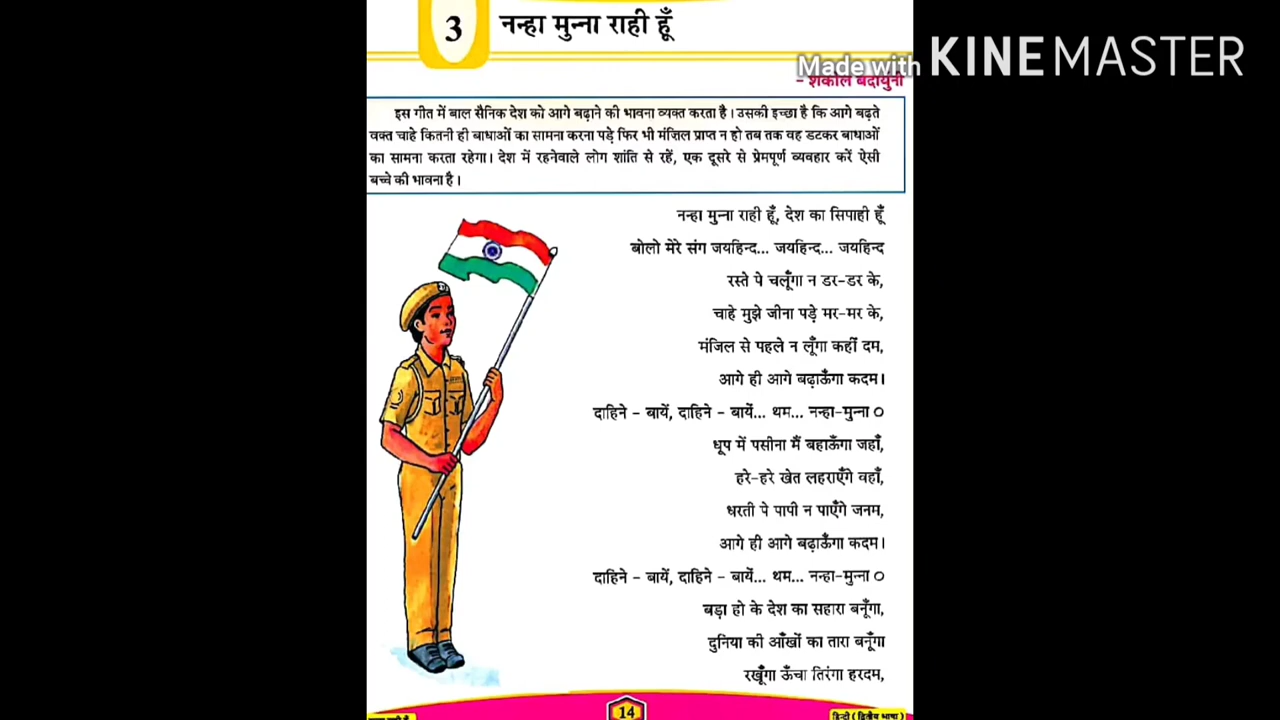 3
नन्हा मुन्ना राही हूँ
Made with KINEMASTER
- शकील बदायुनी
इस गीत में बाल सैनिक देश को आगे बढ़ाने की भावना व्यक्त करता है। उसकी इच्छा है कि आगे बढ़ते
वक्त चाहे कितनी ही बाधाओं का सामना करना पड़े फिर भी मंज़िल प्राप्त न हो तब तक वह डटकर बाधाओं
का सामना करता रहेगा। देश में रहनेवाले लोग शांति से रहें, एक दूसरे से प्रेमपूर्ण व्यवहार करें ऐसी
बच्चे की भावना है।
नन्हा मुन्ना राही हूँ, देश का सिपाही हूँ
बोलो मेरे संग जयहिन्द... जयहिन्द... जयहिन्द
रस्ते पे चलूँगा न डर-डर के,
चाहे मुझे जीना पड़े मर-मर के,
मंजिल से पहले न लूँगा कहीं दम,
आगे ही आगे बढ़ाऊँगा कदम।
दाहिने - बायें, दाहिने - बायें... थम... नन्हा-मुन्ना ०
धूप में पसीना मैं बहाऊँगा जहाँ,
हरे-हरे खेत लहराएँगे वहाँ,
धरती पे पापी न पाएँगे जनम,
आगे ही आगे बढ़ाऊँगा कदम।
दाहिने - बायें, दाहिने - बायें... थम... नन्हा-मुन्ना ०
बड़ा हो के देश का सहारा बनूँगा,
दुनिया की आँखों का तारा बनूँगा
रखूँगा ऊँचा तिरंगा हरदम,
14
हिन्दी (द्वितीय भाषा)